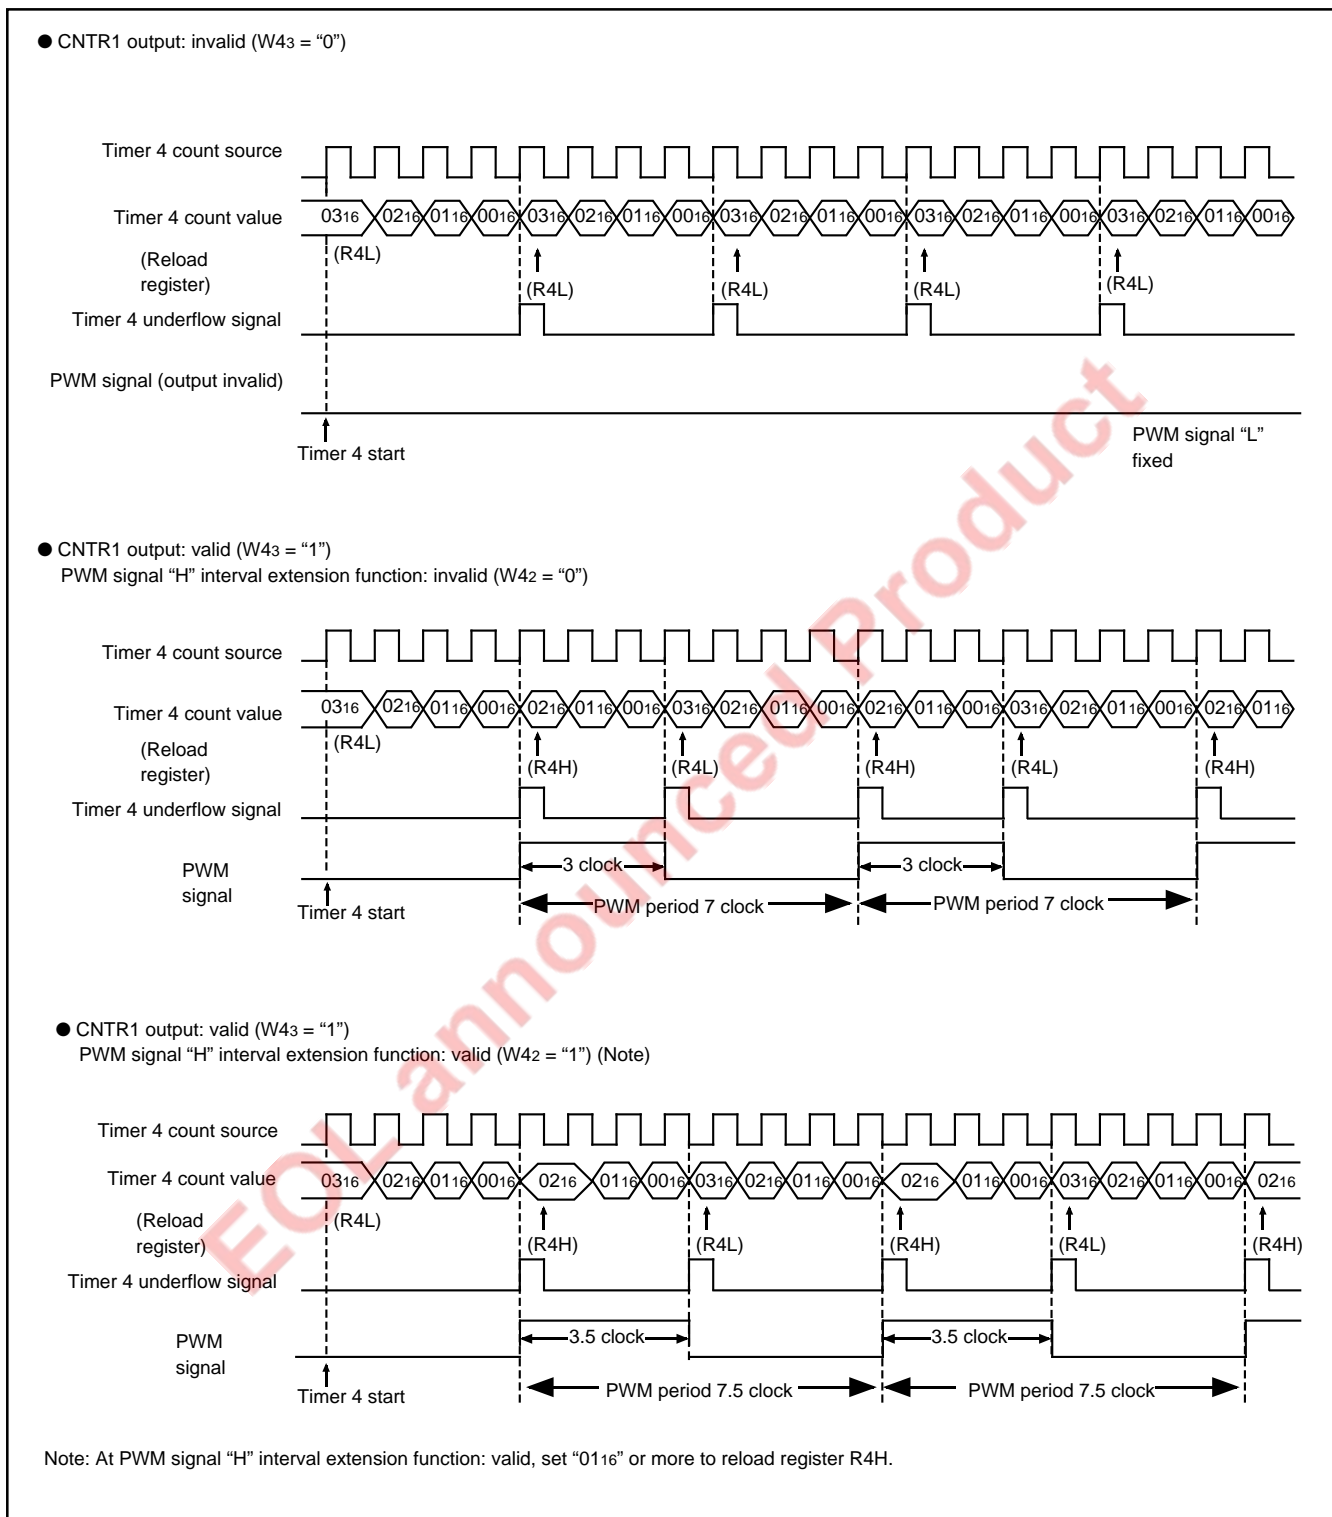 ● CNTR1 output: invalid (W43 = “0”)
Timer 4 count source
Timer 4 count value 0316 0216 0116 0016 0316 0216 0116 0016 0316 0216 0116 0016 0316 0216 0116 0016 0316 0216 0116 0016
(Reload register) (R4L) (R4L) (R4L) (R4L) (R4L)
Timer 4 underflow signal
PWM signal (output invalid)
Timer 4 start
PWM signal “L”
fixed
● CNTR1 output: valid (W43 = “1”)
PWM signal “H” interval extension function: invalid (W42 = “0”)
Timer 4 count source
Timer 4 count value 0316 0216 0116 0016 0216 0116 0016 0316 0216 0116 0016 0216 0116 0016 0316 0216 0116 0016 0216 0116
(Reload register) (R4L) (R4H) (R4L) (R4H) (R4L) (R4H)
Timer 4 underflow signal
PWM signal 3 clock 3 clock
Timer 4 start PWM period 7 clock PWM period 7 clock
● CNTR1 output: valid (W43 = “1”)
PWM signal “H” interval extension function: valid (W42 = “1”) (Note)
Timer 4 count source
Timer 4 count value 0316 0216 0116 0016 0216 0116 0016 0316 0216 0116 0016 0216 0116 0016 0316 0216 0116 0016 0216
(Reload register) (R4L) (R4H) (R4L) (R4H) (R4L) (R4H)
Timer 4 underflow signal
PWM signal 3.5 clock 3.5 clock
Timer 4 start PWM period 7.5 clock PWM period 7.5 clock
Note: At PWM signal “H” interval extension function: valid, set “0116” or more to reload register R4H.
EOL announced Product